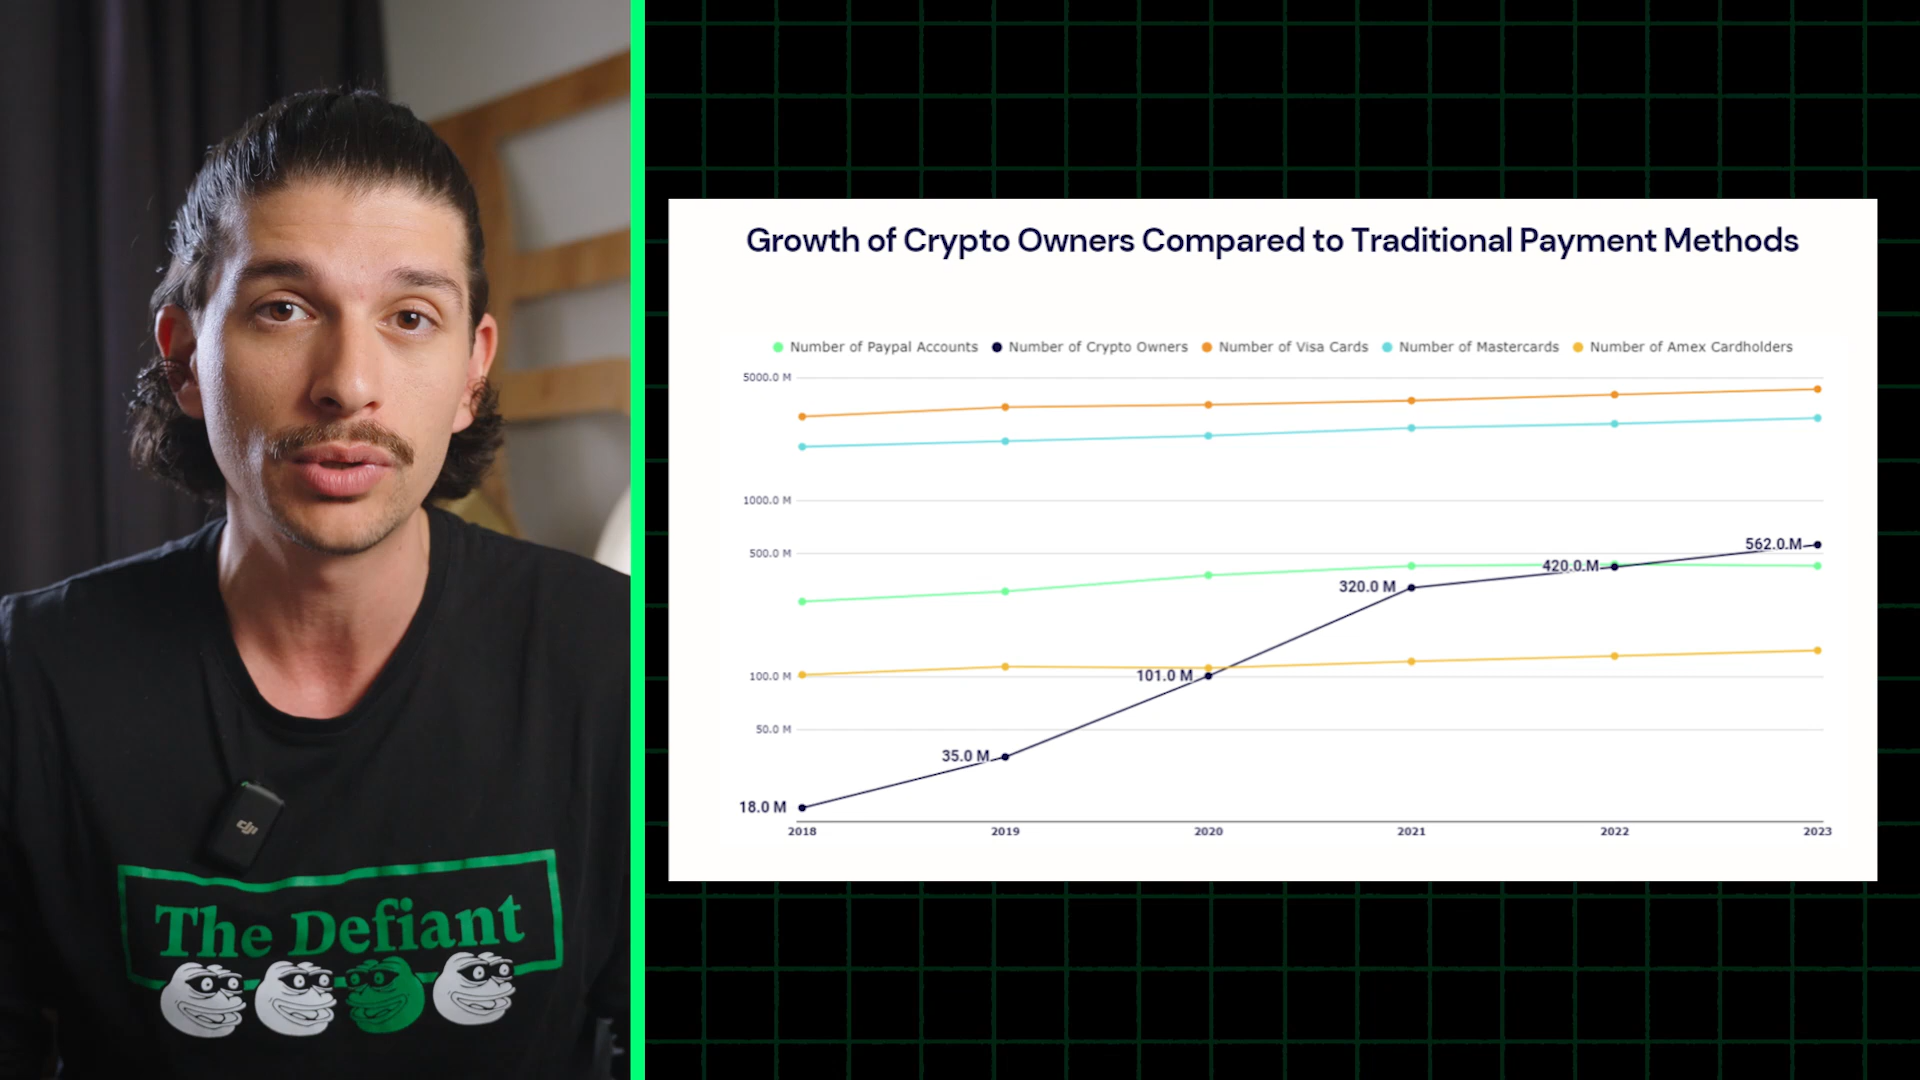 Growth of Crypto Owners Compared to Traditional Payment Methods
Number of Paypal Accounts Number of Crypto Owners Number of Visa Cards Number of Mastercards Number of Amex Cardholders
5000.0 M
1000.0 M
500.0 M
562.0.M
420.0.M
320.0 M
100.0 M
101.0 M
50.0 M
35.0 M
18.0 M
2018 2019 2020 2021 2022 2023
dji
The Defiant